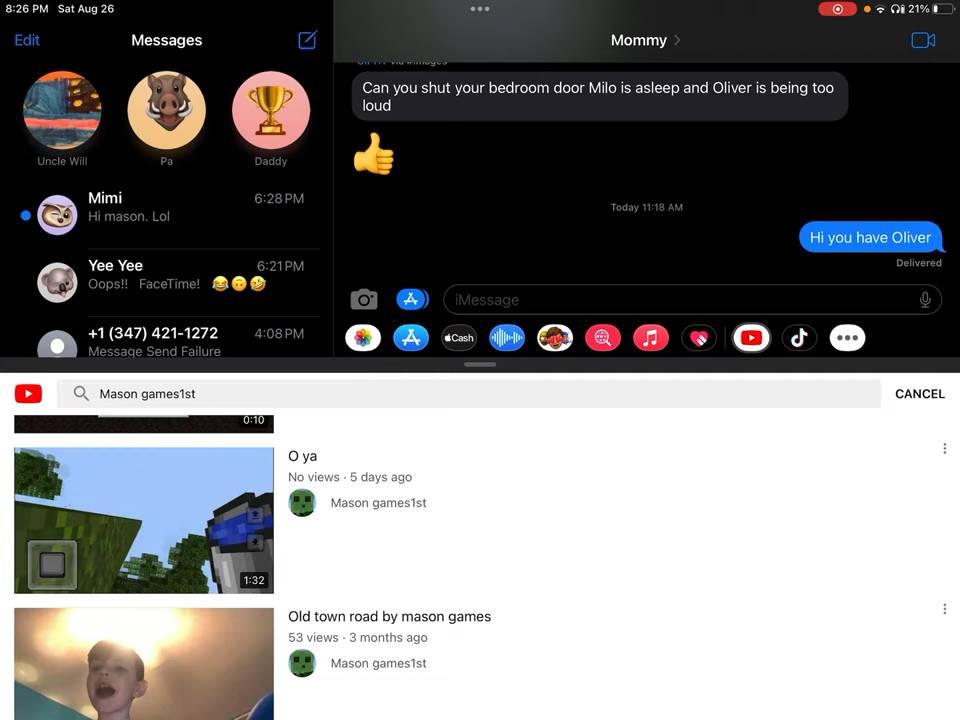 8:26 PM Sat Aug 26
21%
Edit
Messages
Mommy
Uncle Will
Pa
Daddy
Mimi
6:28 PM
Hi mason. Lol
Yee Yee
6:21 PM
Oops!! FaceTime! 😂🙃🤣
+1 (347) 421-1272
4:08 PM
Message Send Failure
Can you shut your bedroom door Milo is asleep and Oliver is being too
loud
👍
Today 11:18 AM
Hi you have Oliver
Delivered
iMessage
Cash
Mason games1st
CANCEL
0:10
O ya
No views · 5 days ago
Mason games1st
1:32
Old town road by mason games
53 views · 3 months ago
Mason games1st